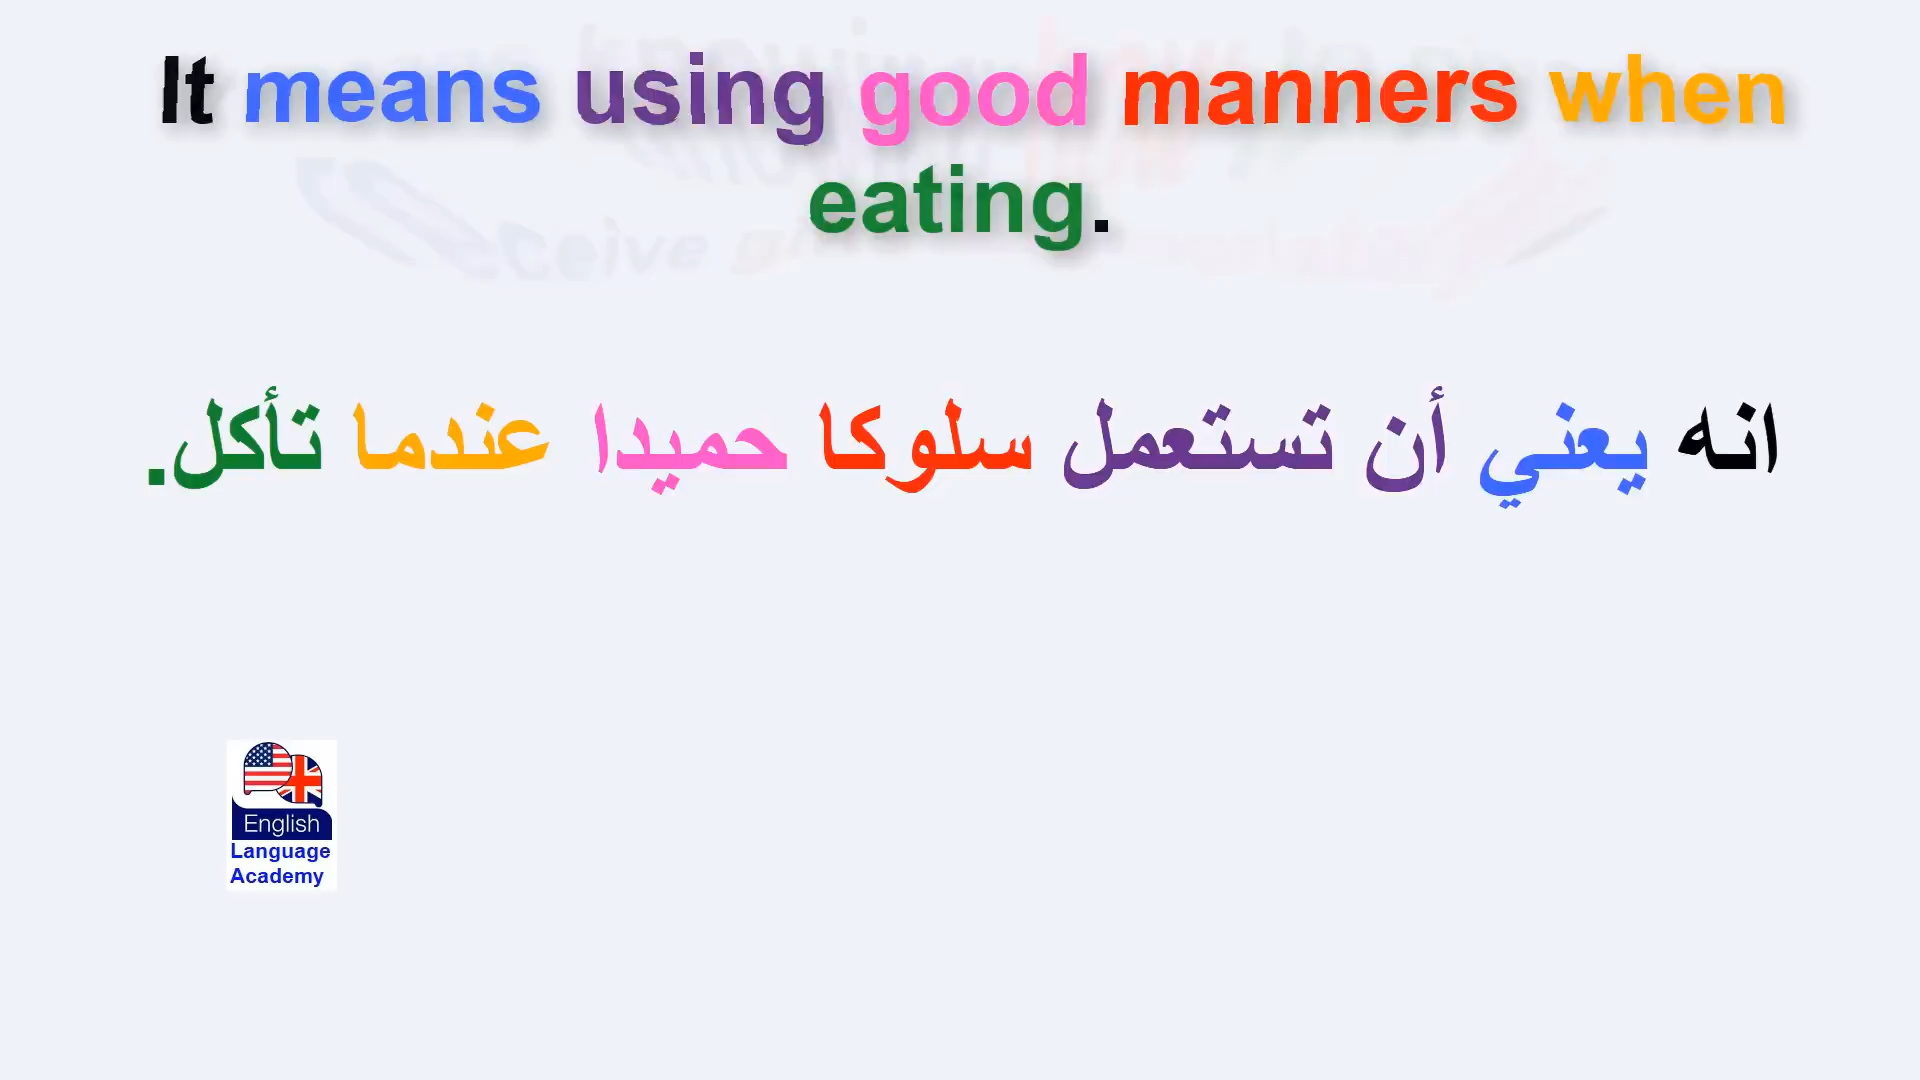 It means using good manners when
eating.
انه يعني أن تستعمل سلوكا حميدا عندما تأكل.
English
Language
Academy